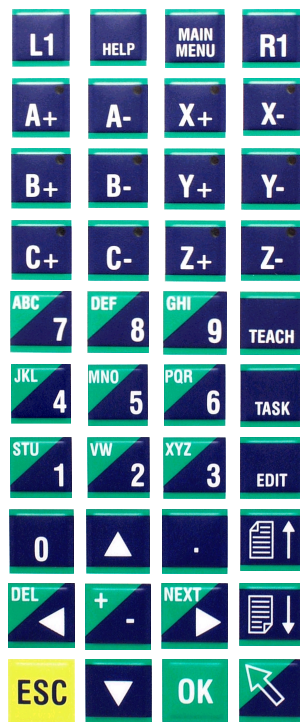 L1 HELP MAIN MENU R1
A+ A- X+ X-
B+ B- Y+ Y-
C+ C- Z+ Z-
ABC 7 DEF 8 GHI 9 TEACH
JKL 4 MNO 5 PQR 6 TASK
STU 1 VW 2 XYZ 3 EDIT
0 .
DEL + - NEXT
ESC OK